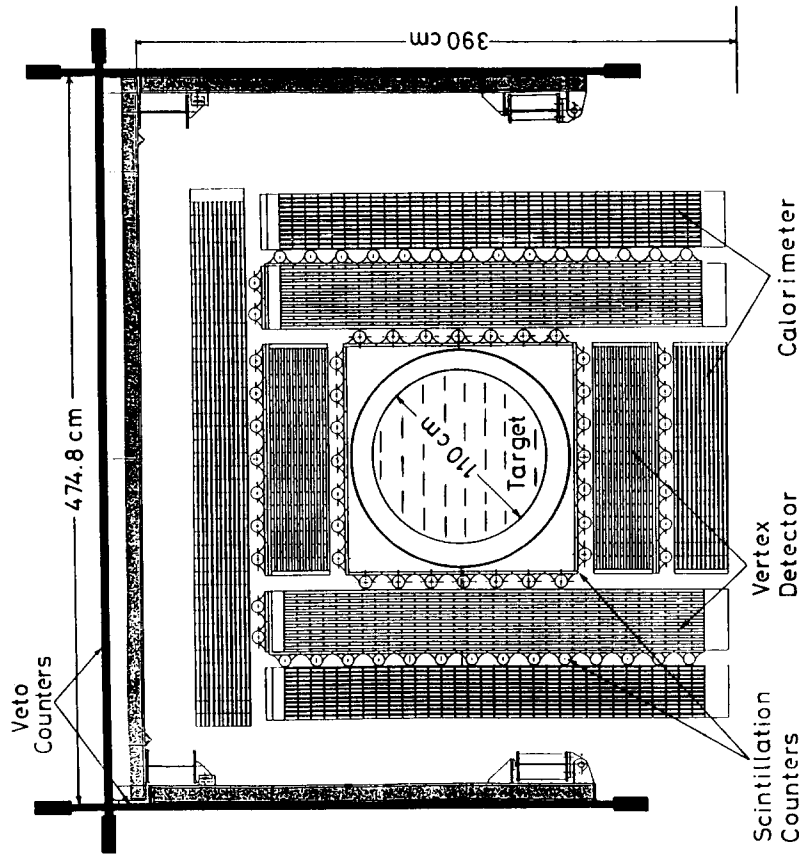 Veto
Counters
474.8 cm
390 cm
110 cm
Target
Scintillation
Counters
Vertex
Detector
Calorimeter